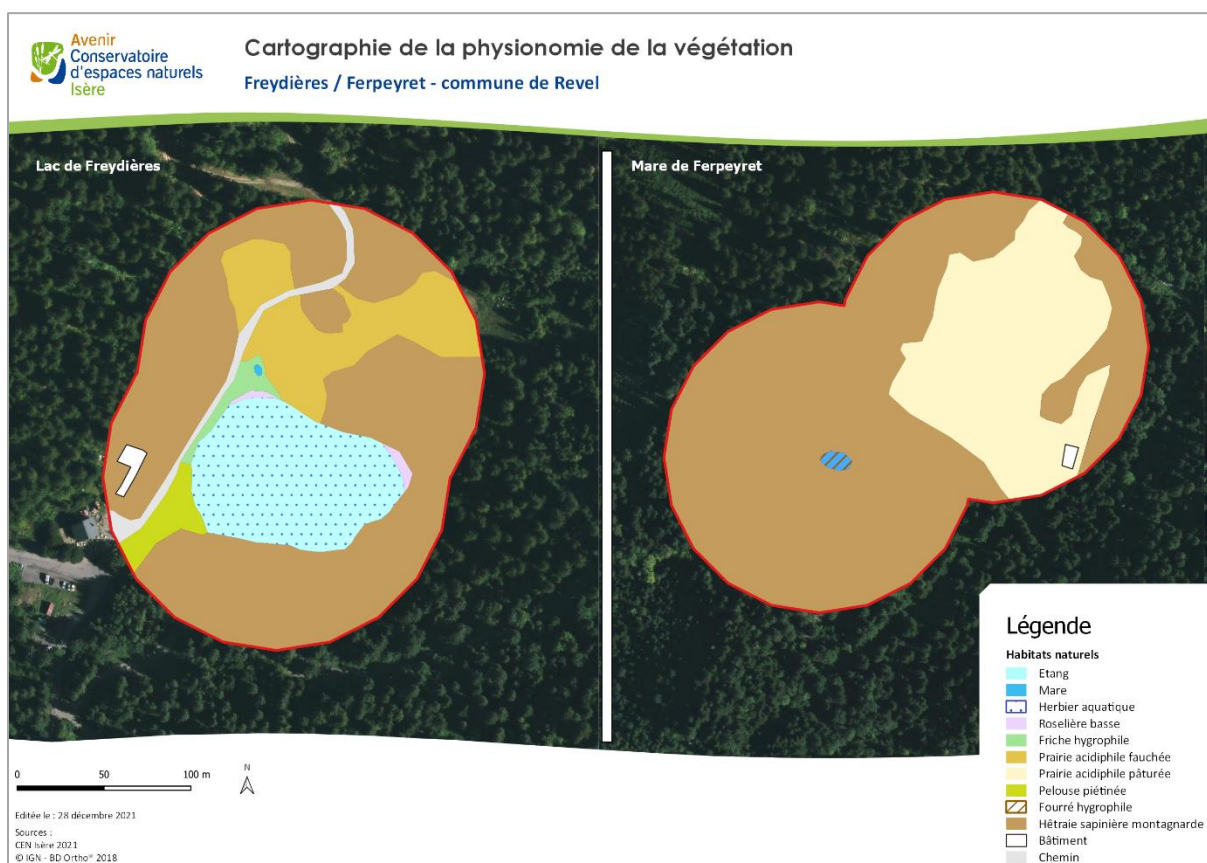 Avenir
Conservatoire
d'espaces naturels
Isère
Cartographie de la physionomie de la végétation
Freydières / Ferpeyret - commune de Revel
Lac de Freydières
Mare de Ferpeyret
Légende
Habitats naturels
Etang
Mare
Herbier aquatique
Roselière basse
Friche hygrophile
Prairie acidiphile fauchée
Prairie acidiphile pâturée
Pelouse piétinée
Fourré hygrophile
Hêtraie sapinière montagnarde
Bâtiment
Chemin
0 50 100 m
N
Editée le : 28 décembre 2021
Sources :
CEN Isère 2021
© IGN - BD Ortho® 2018